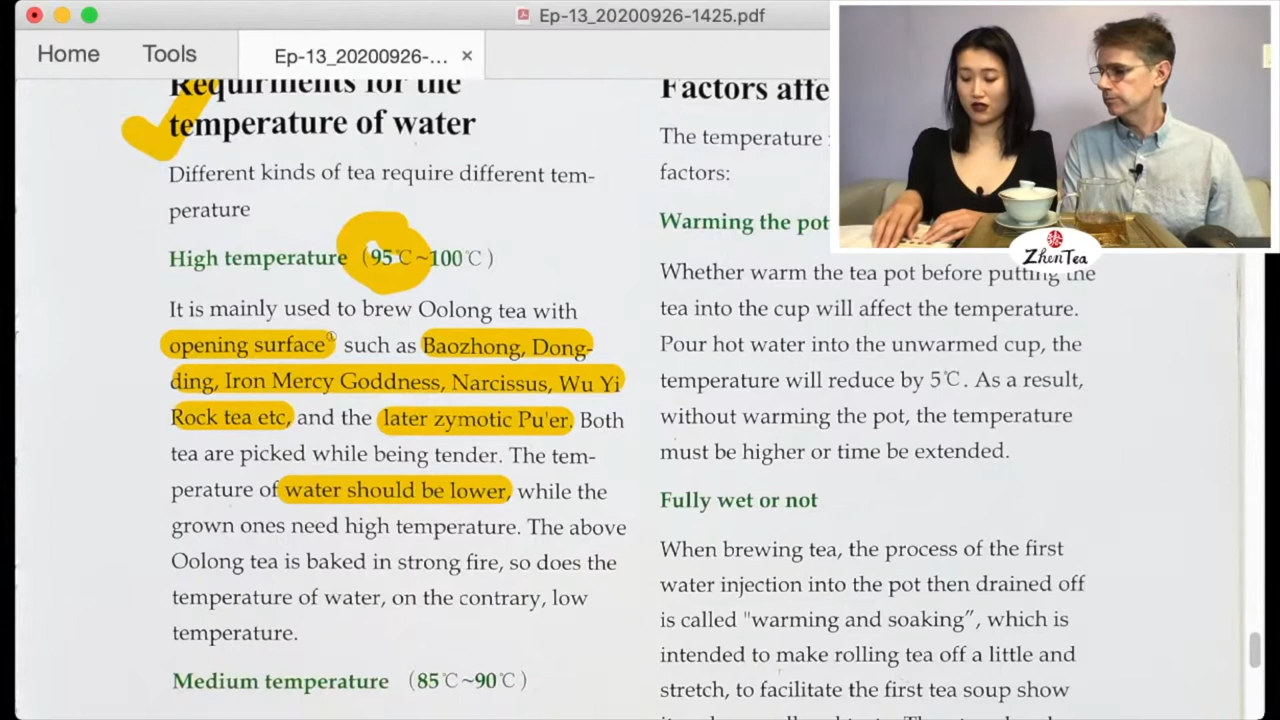 Ep-13_20200926-1425.pdf
Home
Tools
Ep-13_20200926-... ×
Requirments for the
temperature of water
Different kinds of tea require different tem-
perature
High temperature (95℃~100℃)
It is mainly used to brew Oolong tea with
opening surface① such as Baozhong, Dong-
ding, Iron Mercy Goddness, Narcissus, Wu Yi
Rock tea etc, and the later zymotic Pu'er. Both
tea are picked while being tender. The tem-
perature of water should be lower, while the
grown ones need high temperature. The above
Oolong tea is baked in strong fire, so does the
temperature of water, on the contrary, low
temperature.
Medium temperature (85℃~90℃)
Factors affe
The temperature
factors:
Warming the pot
Whether warm the tea pot before putting the
tea into the cup will affect the temperature.
Pour hot water into the unwarmed cup, the
temperature will reduce by 5℃. As a result,
without warming the pot, the temperature
must be higher or time be extended.
Fully wet or not
When brewing tea, the process of the first
water injection into the pot then drained off
is called "warming and soaking", which is
intended to make rolling tea off a little and
stretch, to facilitate the first tea soup show
ZhenTea